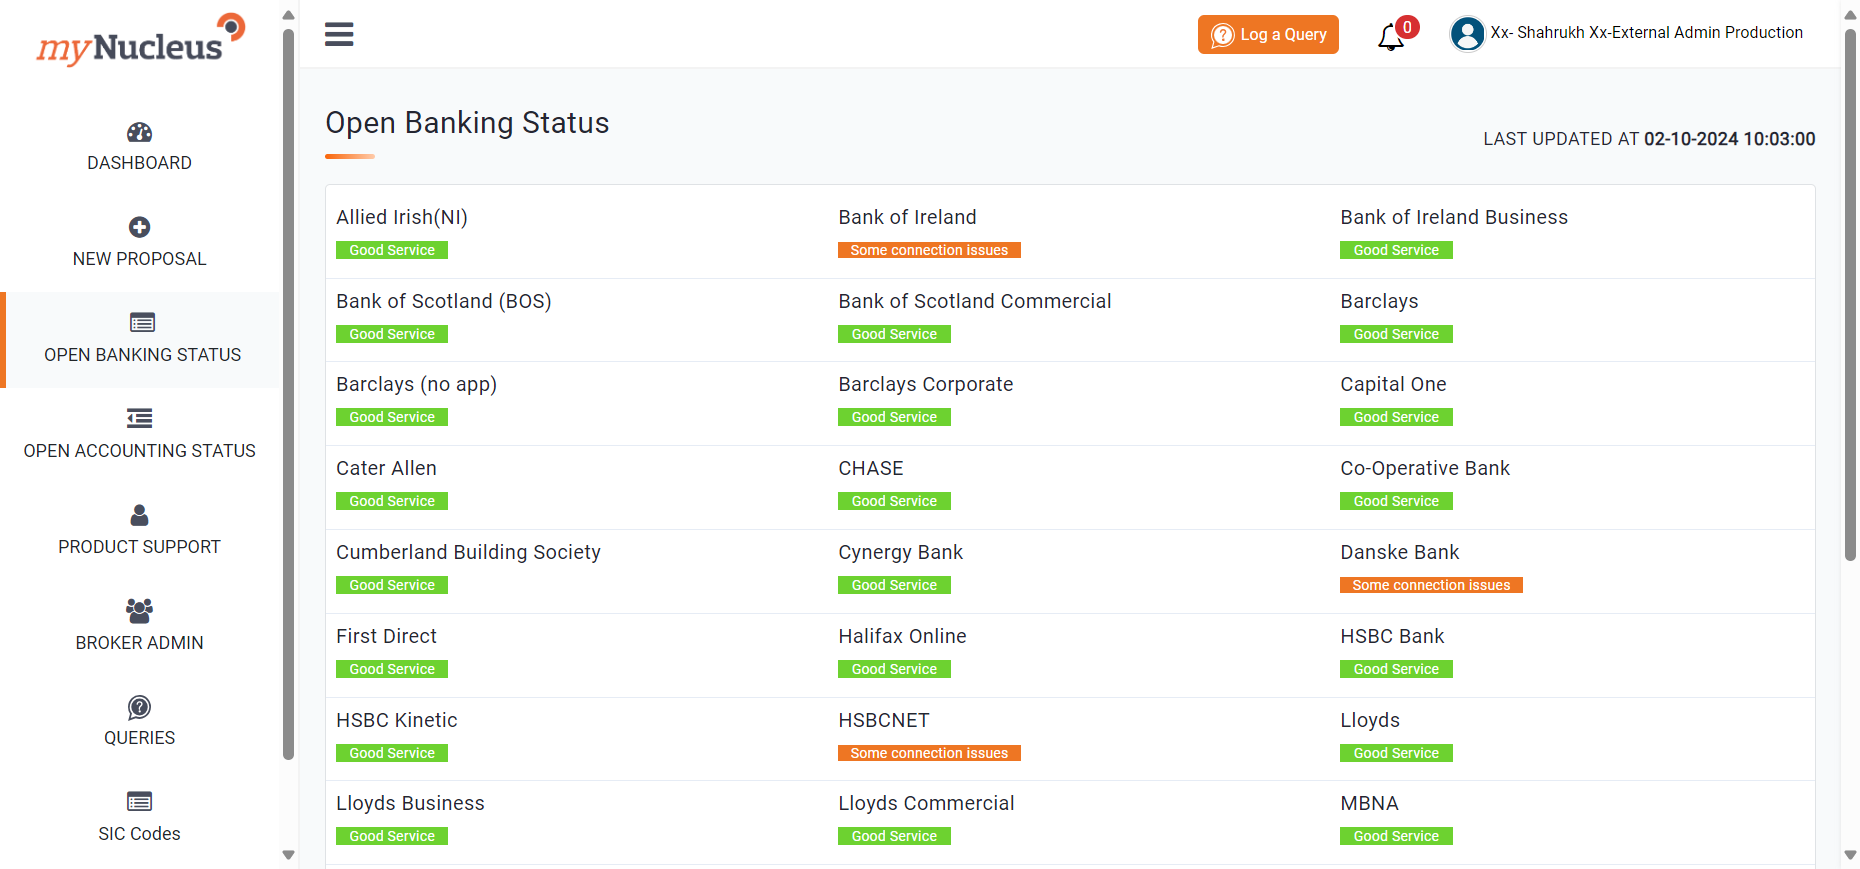 myNucleus
Log a Query
0
Xx- Shahrukh Xx-External Admin Production
DASHBOARD
NEW PROPOSAL
OPEN BANKING STATUS
OPEN ACCOUNTING STATUS
PRODUCT SUPPORT
BROKER ADMIN
QUERIES
SIC Codes
Open Banking Status
LAST UPDATED AT 02-10-2024 10:03:00
Allied Irish(NI)
Good Service
Bank of Ireland
Some connection issues
Bank of Ireland Business
Good Service
Bank of Scotland (BOS)
Good Service
Bank of Scotland Commercial
Good Service
Barclays
Good Service
Barclays (no app)
Good Service
Barclays Corporate
Good Service
Capital One
Good Service
Cater Allen
Good Service
CHASE
Good Service
Co-Operative Bank
Good Service
Cumberland Building Society
Good Service
Cynergy Bank
Good Service
Danske Bank
Some connection issues
First Direct
Good Service
Halifax Online
Good Service
HSBC Bank
Good Service
HSBC Kinetic
Good Service
HSBCNET
Some connection issues
Lloyds
Good Service
Lloyds Business
Good Service
Lloyds Commercial
Good Service
MBNA
Good Service